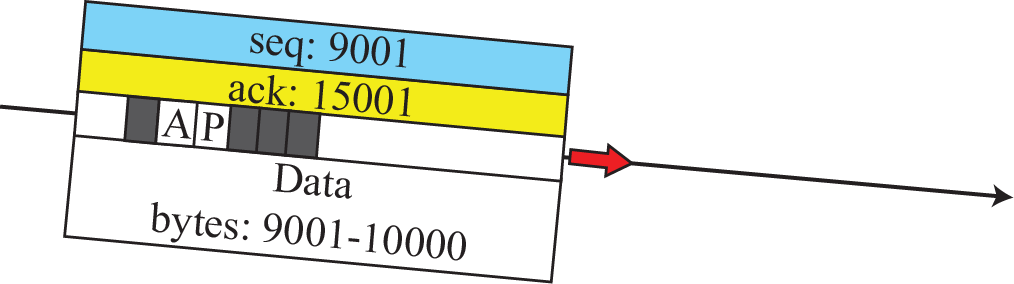 seq: 9001
ack: 15001
A P
Data
bytes: 9001-10000